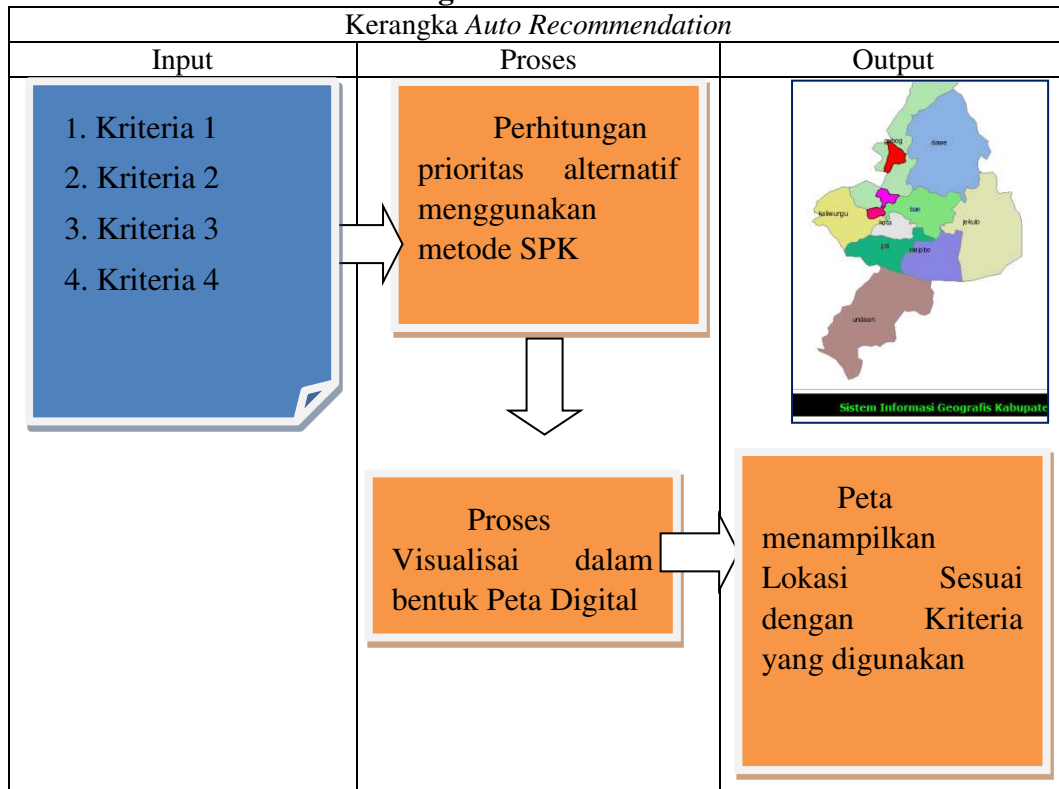 Kerangka Auto Recommendation
Input
Proses
Output
1. Kriteria 1
2. Kriteria 2
3. Kriteria 3
4. Kriteria 4
Perhitungan
prioritas alternatif
menggunakan
metode SPK
dawe
bae
kaliwungu
kota
jekulo
jati
mejobo
undaan
Sistem Informasi Geografis Kabupate
Proses
Visualisai dalam
bentuk Peta Digital
Peta
menampilkan
Lokasi Sesuai
dengan Kriteria
yang digunakan